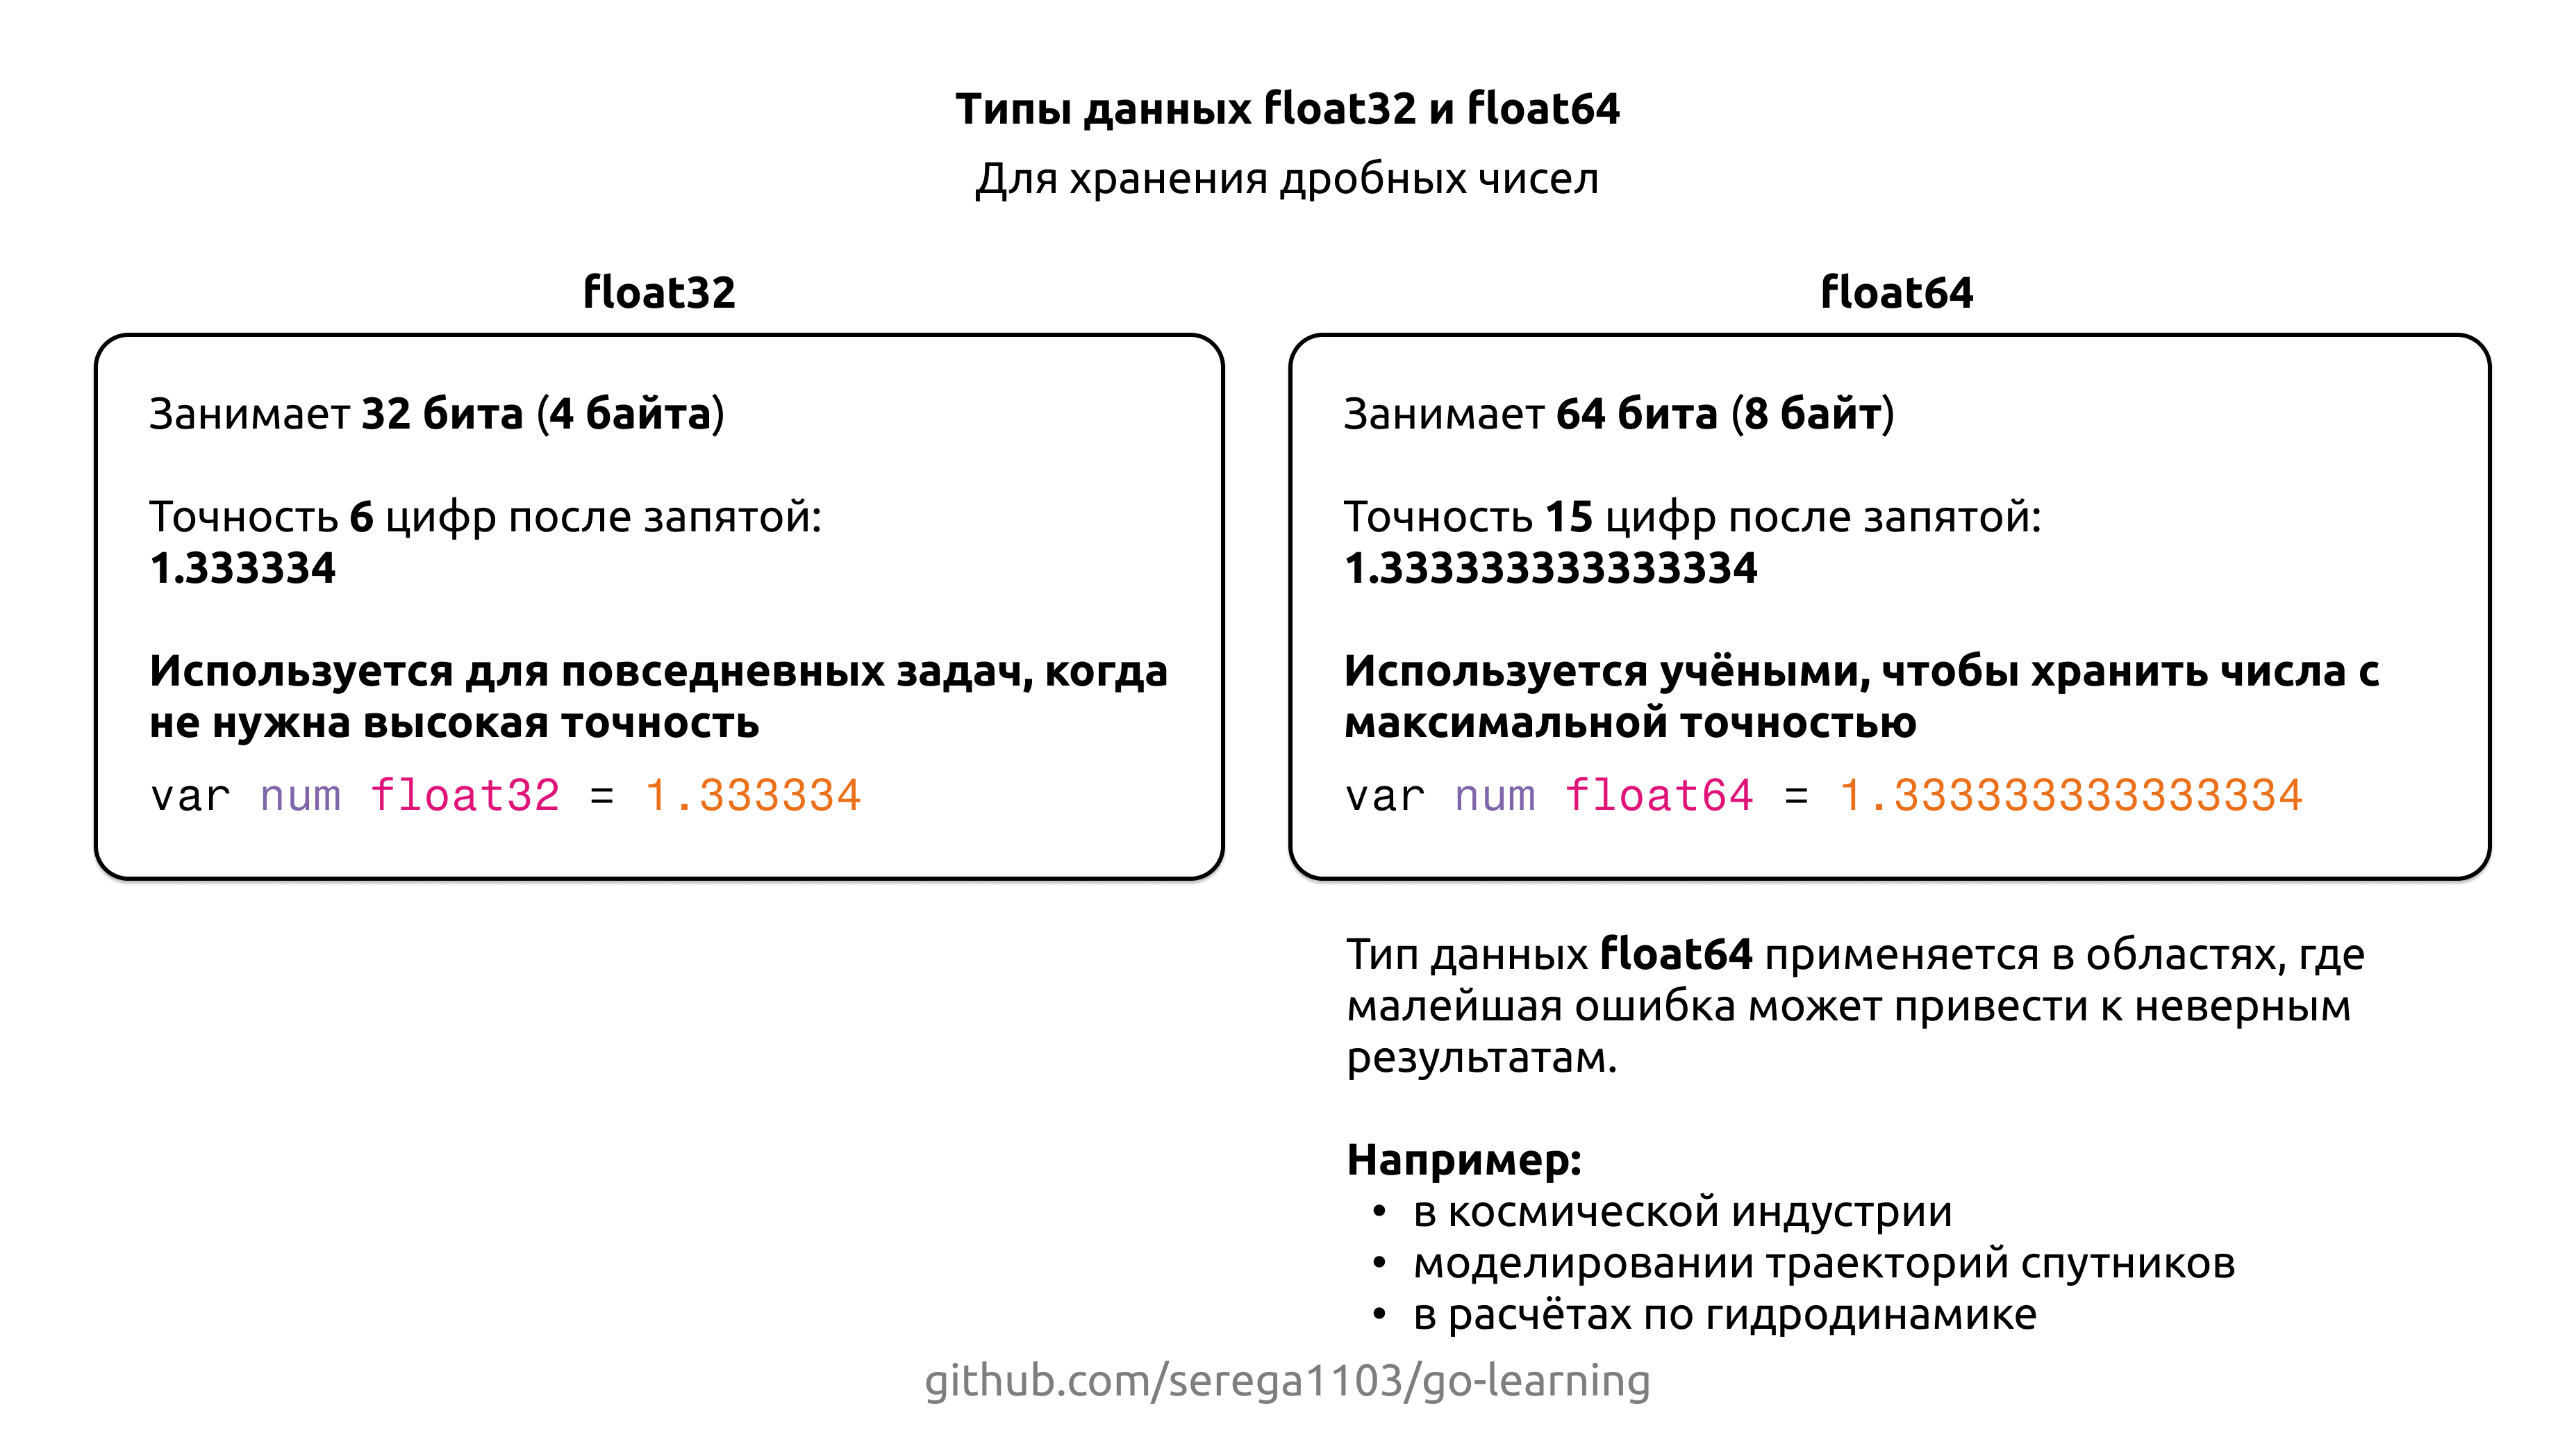 Типы данных float32 и float64
Для хранения дробных чисел
float32
Занимает 32 бита (4 байта)
Точность 6 цифр после запятой:
1.333334
Используется для повседневных задач, когда
не нужна высокая точность
var num float32 = 1.333334
float64
Занимает 64 бита (8 байт)
Точность 15 цифр после запятой:
1.333333333333334
Используется учёными, чтобы хранить числа с
максимальной точностью
var num float64 = 1.333333333333334
Тип данных float64 применяется в областях, где
малейшая ошибка может привести к неверным
результатам.
Например:
• в космической индустрии
• моделировании траекторий спутников
• в расчётах по гидродинамике
github.com/serega1103/go-learning